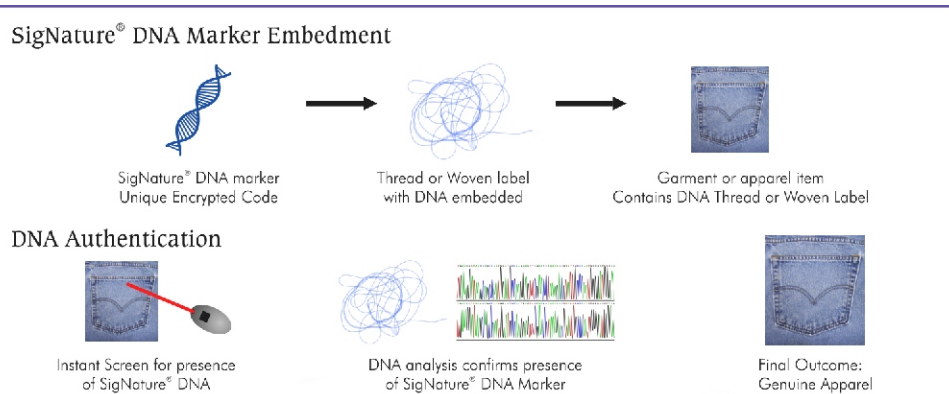 SigNature® DNA Marker Embedment
SigNature® DNA marker
Unique Encrypted Code
Thread or Woven label
with DNA embedded
Garment or apparel item
Contains DNA Thread or Woven Label
DNA Authentication
Instant Screen for presence
of SigNature® DNA
DNA analysis confirms presence
of SigNature® DNA Marker
Final Outcome:
Genuine Apparel